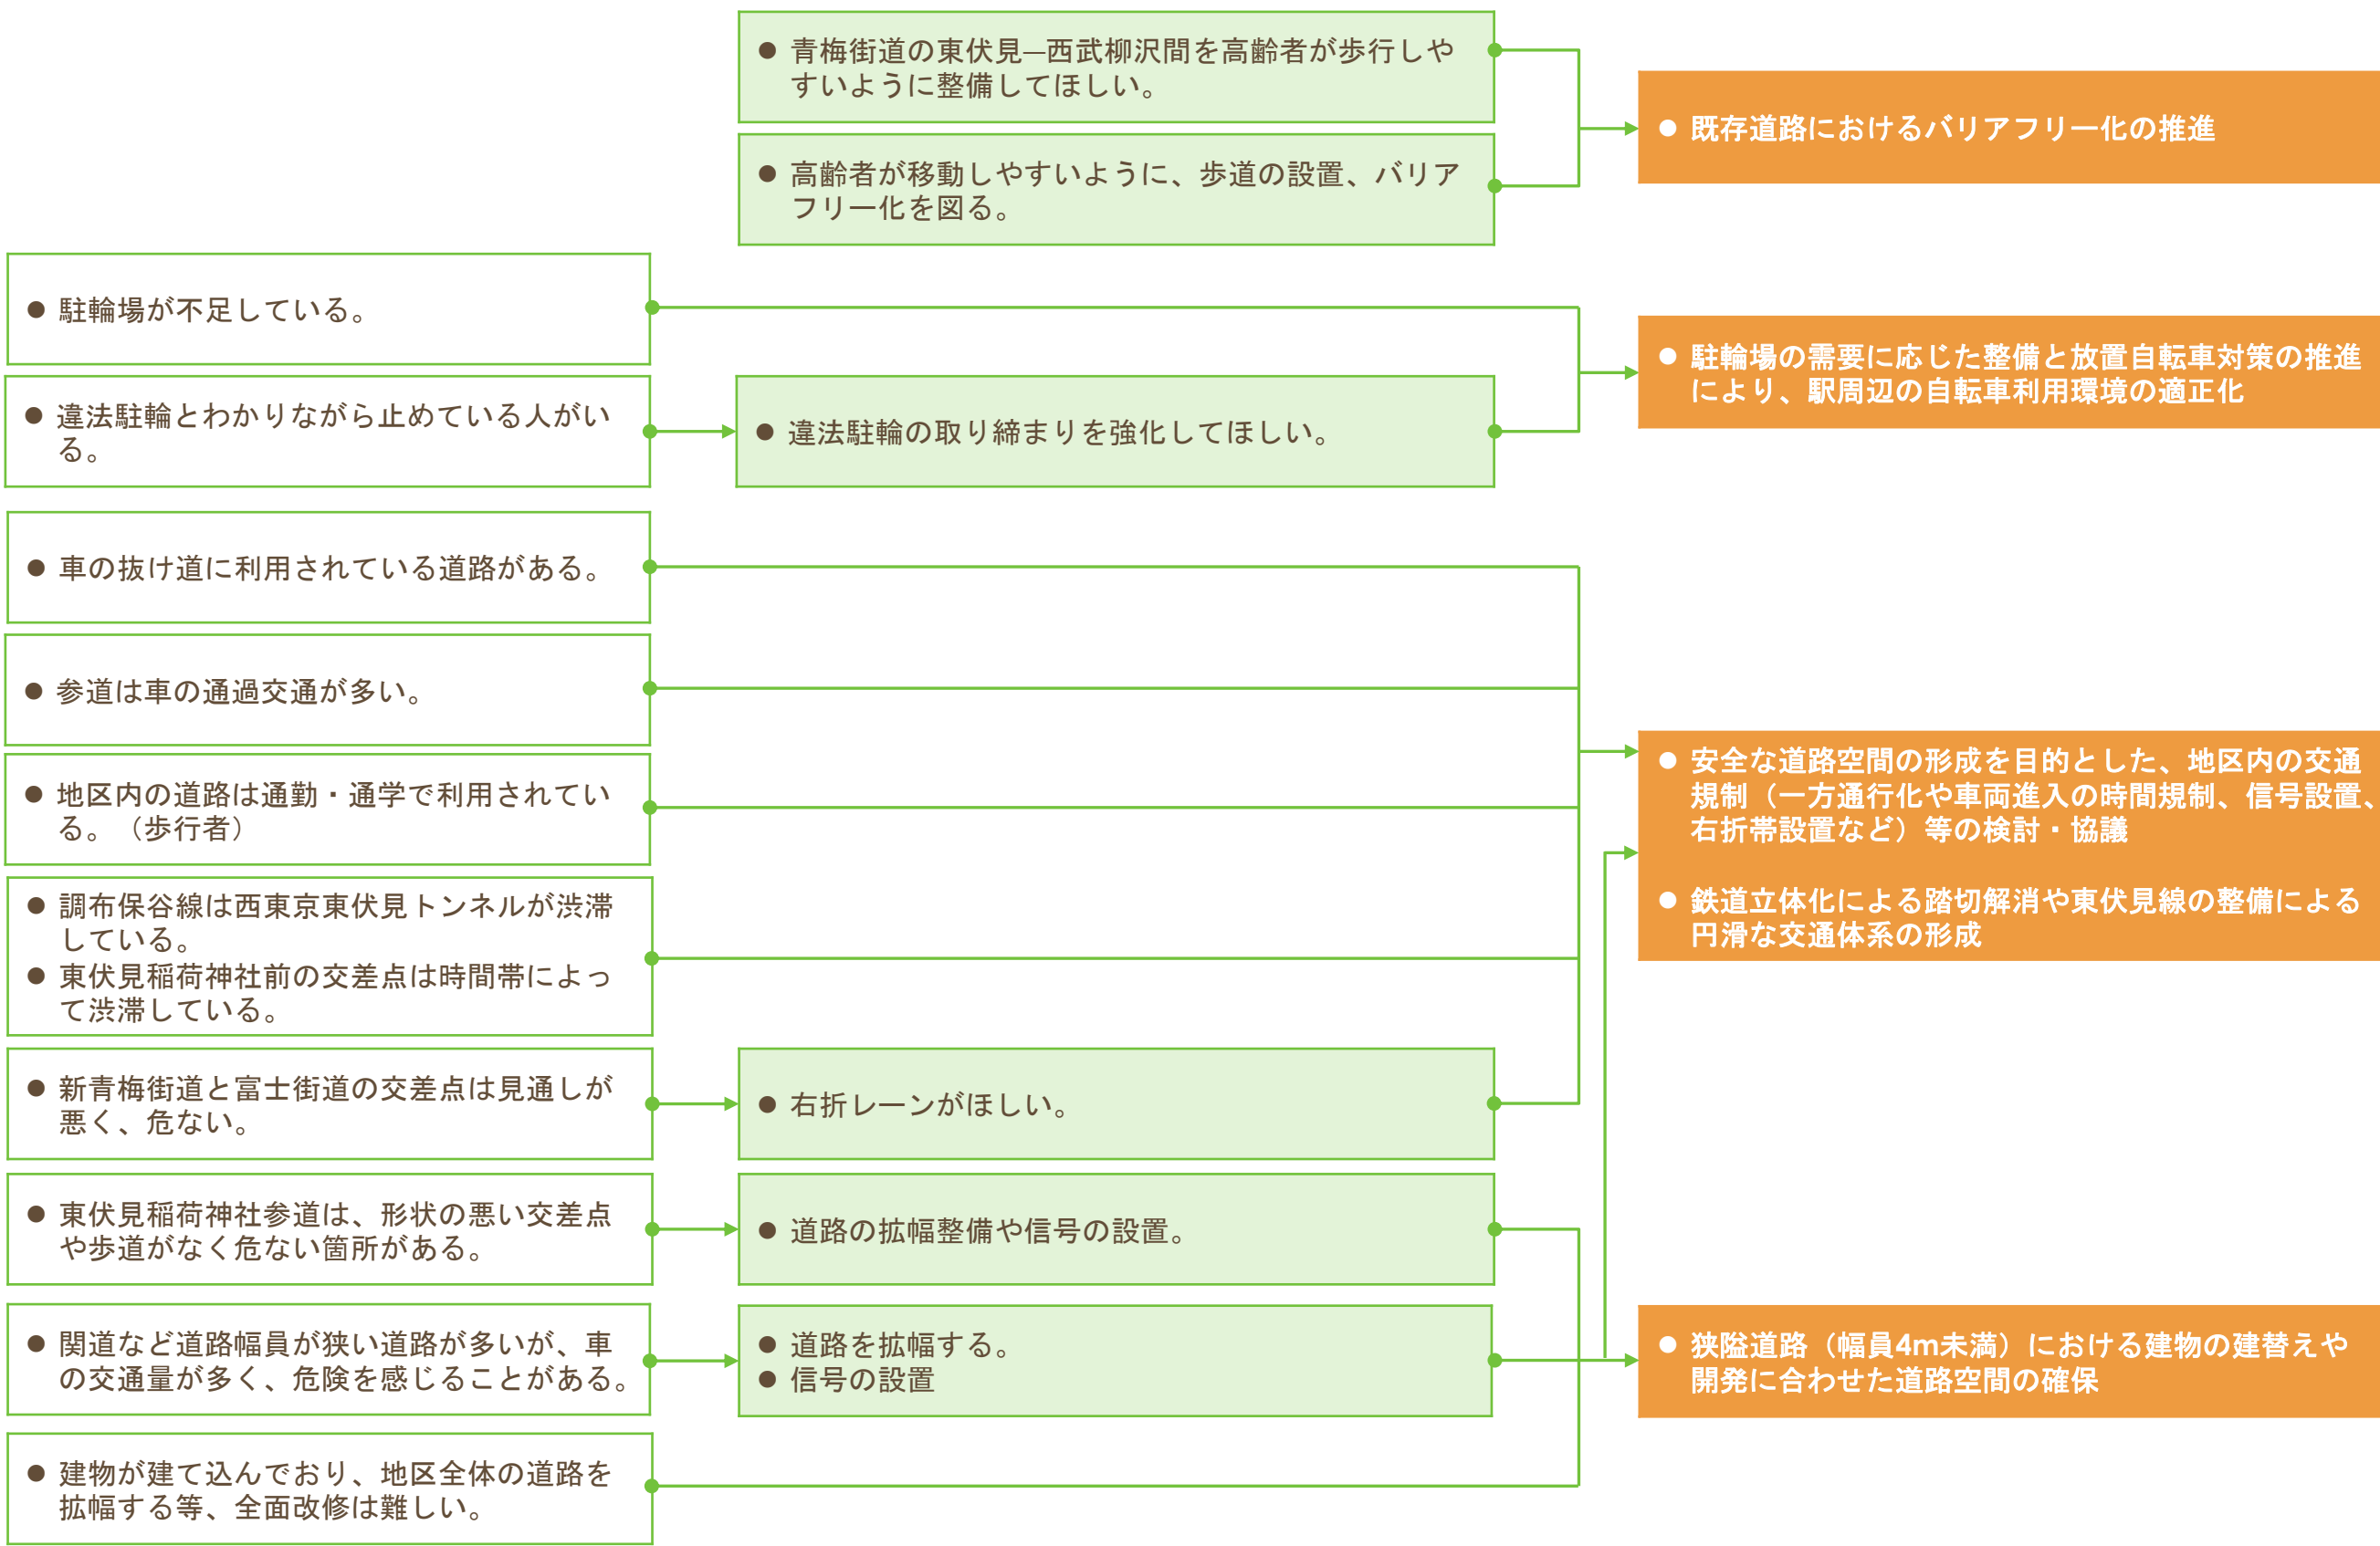 ● 青梅街道の東伏見―西武柳沢間を高齢者が歩行しや
すいように整備してほしい。
● 高齢者が移動しやすいように、歩道の設置、バリア
フリー化を図る。
● 既存道路におけるバリアフリー化の推進
● 駐輪場が不足している。
● 違法駐輪とわかりながら止めている人がい
る。
● 違法駐輪の取り締まりを強化してほしい。
● 駐輪場の需要に応じた整備と放置自転車対策の推進
により、駅周辺の自転車利用環境の適正化
● 車の抜け道に利用されている道路がある。
● 参道は車の通過交通が多い。
● 地区内の道路は通勤・通学で利用されてい
る。（歩行者）
● 調布保谷線は西東京東伏見トンネルが渋滞
している。
● 東伏見稲荷神社前の交差点は時間帯によっ
て渋滞している。
● 新青梅街道と富士街道の交差点は見通しが
悪く、危ない。
● 右折レーンがほしい。
● 安全な道路空間の形成を目的とした、地区内の交通
規制（一方通行化や車両進入の時間規制、信号設置、
右折帯設置など）等の検討・協議
● 鉄道立体化による踏切解消や東伏見線の整備による
円滑な交通体系の形成
● 東伏見稲荷神社参道は、形状の悪い交差点
や歩道がなく危ない箇所がある。
● 道路の拡幅整備や信号の設置。
● 関道など道路幅員が狭い道路が多いが、車
の交通量が多く、危険を感じることがある。
● 道路を拡幅する。
● 信号の設置
● 建物が建て込んでおり、地区全体の道路を
拡幅する等、全面改修は難しい。
● 狭隘道路（幅員4m未満）における建物の建替えや
開発に合わせた道路空間の確保